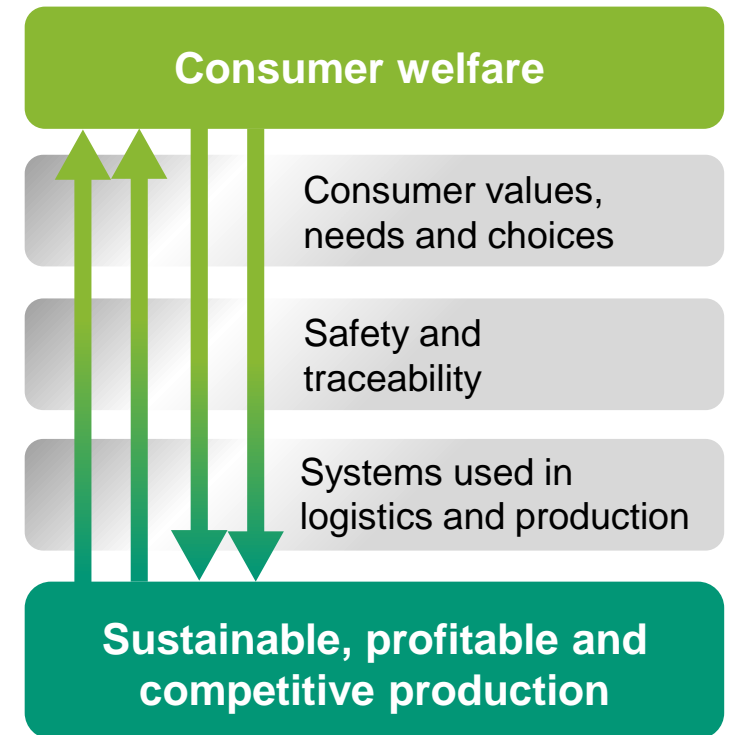 Consumer welfare
Consumer values,
needs and choices
Safety and
traceability
Systems used in
logistics and production
Sustainable, profitable and
competitive production